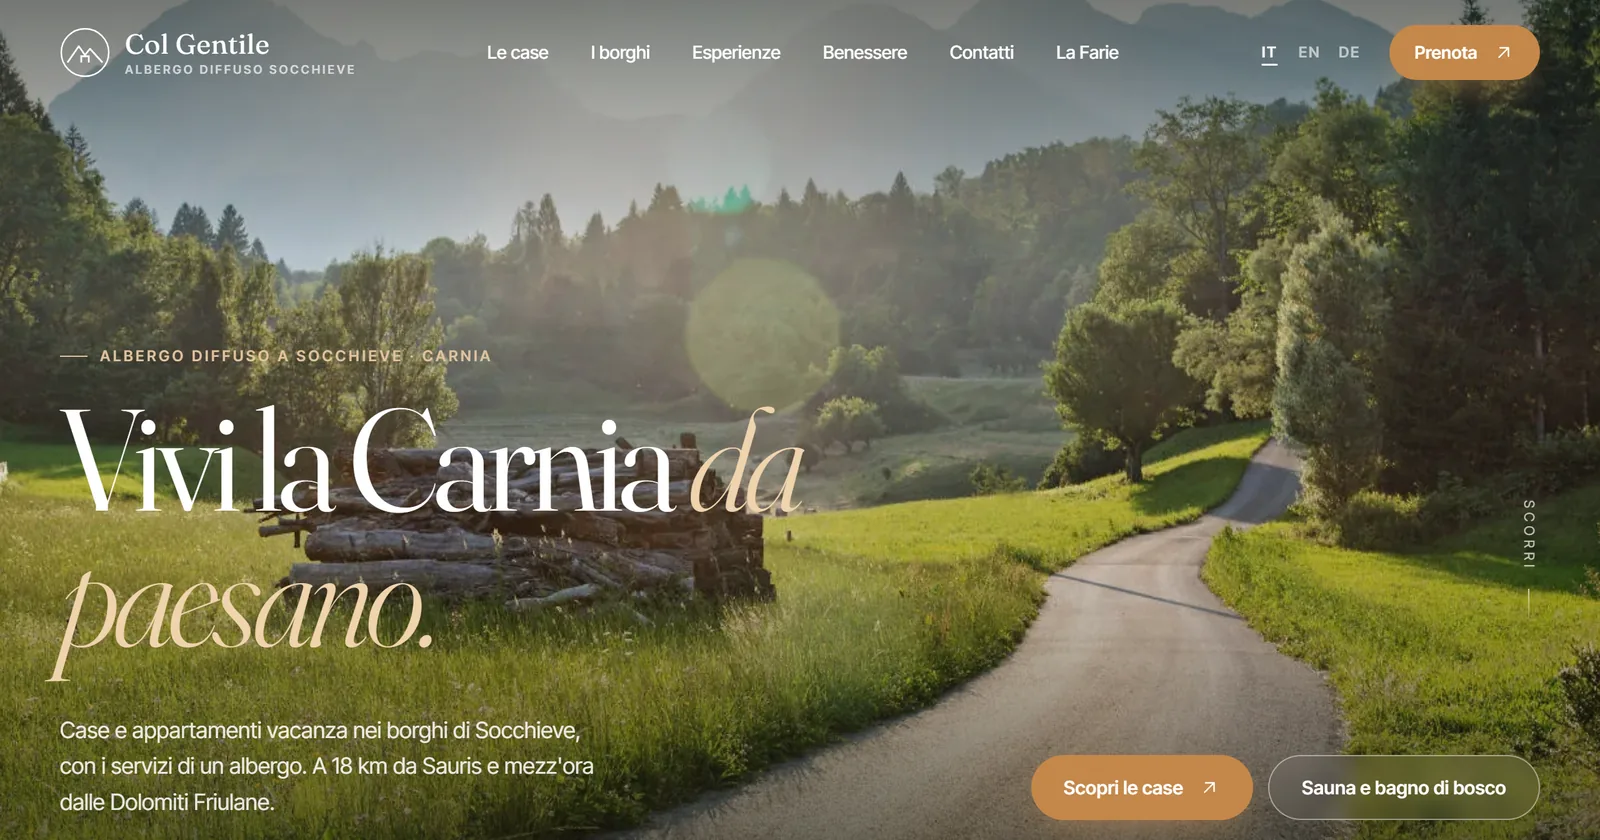 Col Gentile
ALBERGO DIFFUSO SOCCHIEVE
Le case
I borghi
Esperienze
Benessere
Contatti
La Farie
IT
EN
DE
Prenota
ALBERGO DIFFUSO A SOCCHIEVE · CARNIA
Vivi la Carnia da
paesano.
SCORRI
Case e appartamenti vacanza nei borghi di Socchieve,
con i servizi di un albergo. A 18 km da Sauris e mezz'ora
dalle Dolomiti Friulane.
Scopri le case
Sauna e bagno di bosco